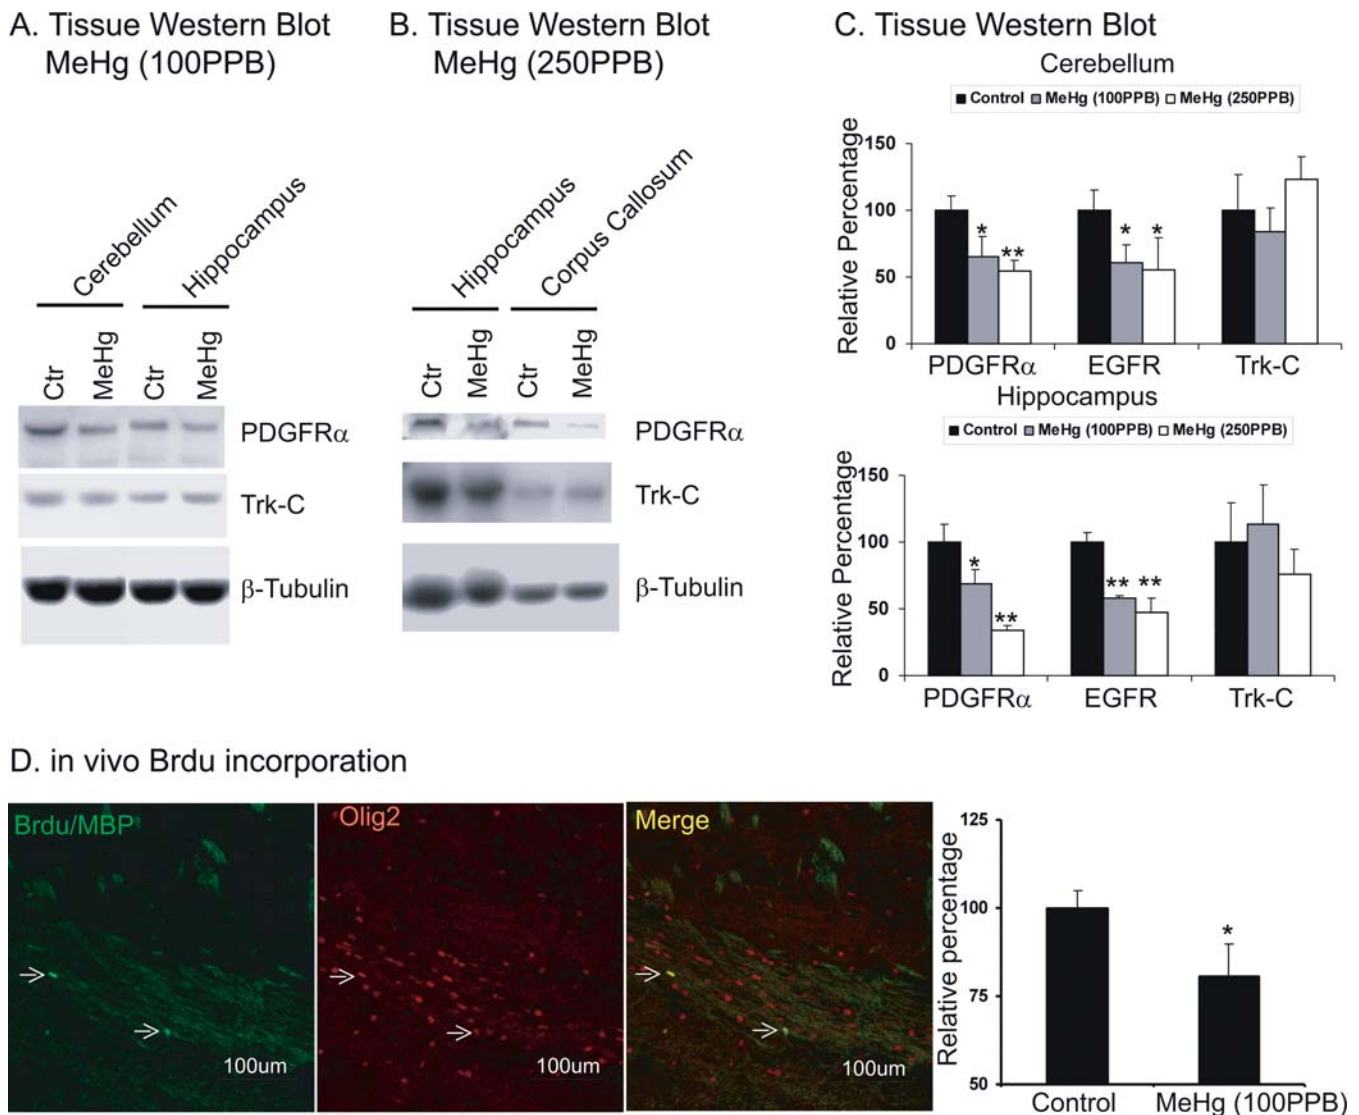 A. Tissue Western Blot
MeHg (100PPB)
Cerebellum
Hippocampus
Ctr
MeHg
Ctr
MeHg
PDGFRα
Trk-C
β-Tubulin
B. Tissue Western Blot
MeHg (250PPB)
Hippocampus
Corpus Callosum
Ctr
MeHg
Ctr
MeHg
PDGFRα
Trk-C
β-Tubulin
C. Tissue Western Blot
Cerebellum
Control MeHg (100PPB) MeHg (250PPB)
Relative Percentage
150
100
50
0
* ** * *
PDGFRα EGFR Trk-C
Hippocampus
Control MeHg (100PPB) MeHg (250PPB)
Relative Percentage
150
100
50
0
* ** ** **
PDGFRα EGFR Trk-C
D. in vivo Brdu incorporation
Brdu/MBP
100um
Olig2
100um
Merge
100um
Relative percentage
125
100
75
50
*
Control MeHg (100PPB)